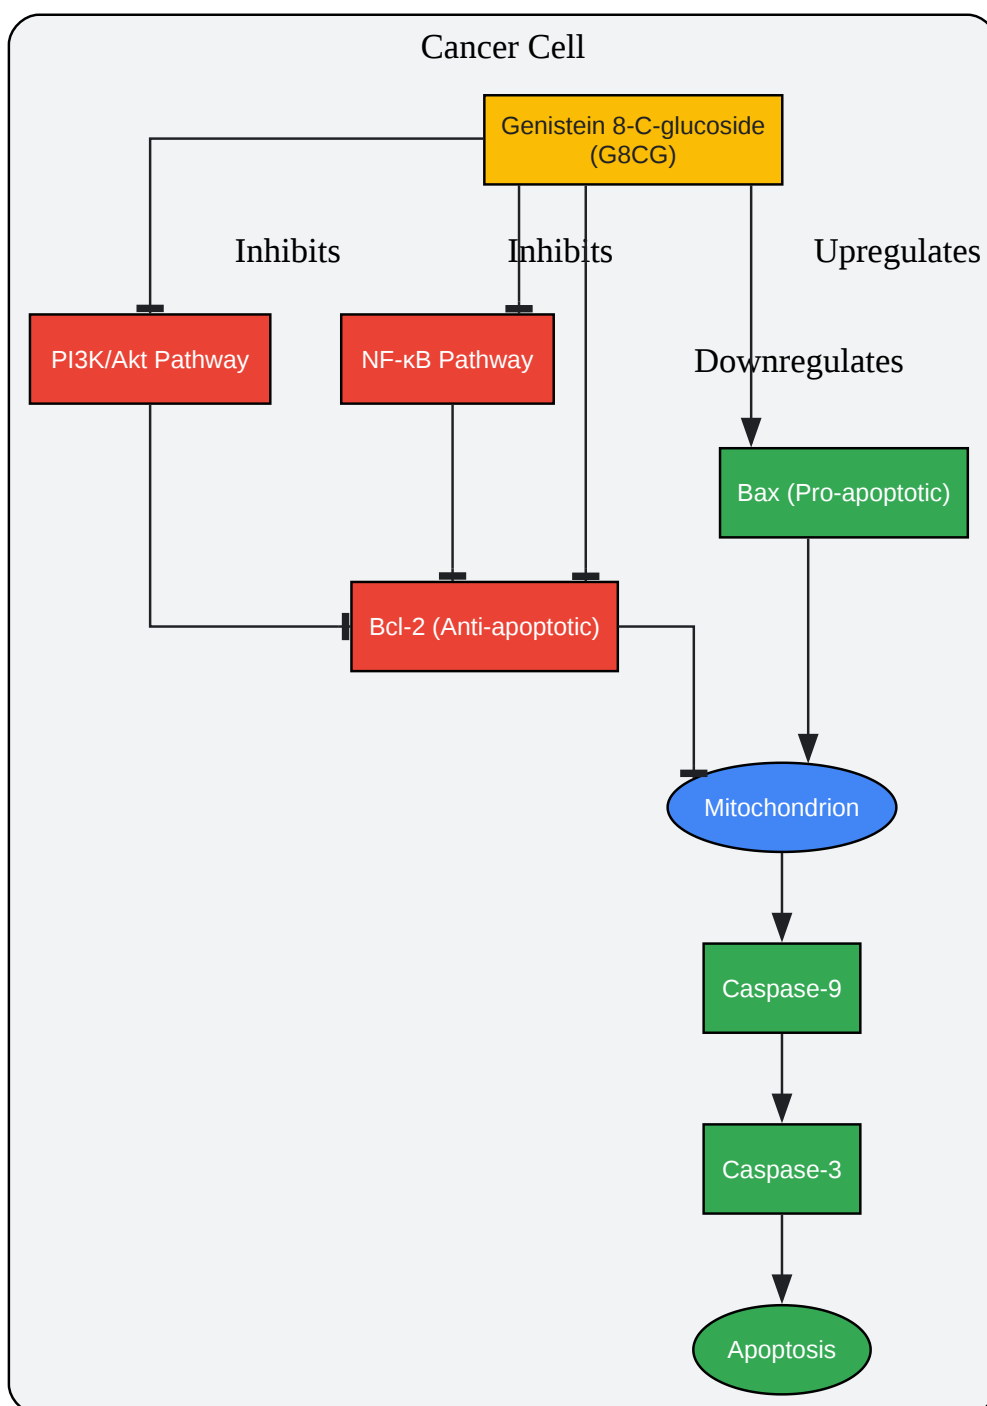 Cancer Cell
Genistein 8-C-glucoside
(G8CG)
Inhibits
Inhibits
Upregulates
PI3K/Akt Pathway
NF-κB Pathway
Downregulates
Bax (Pro-apoptotic)
Bcl-2 (Anti-apoptotic)
Mitochondrion
Caspase-9
Caspase-3
Apoptosis